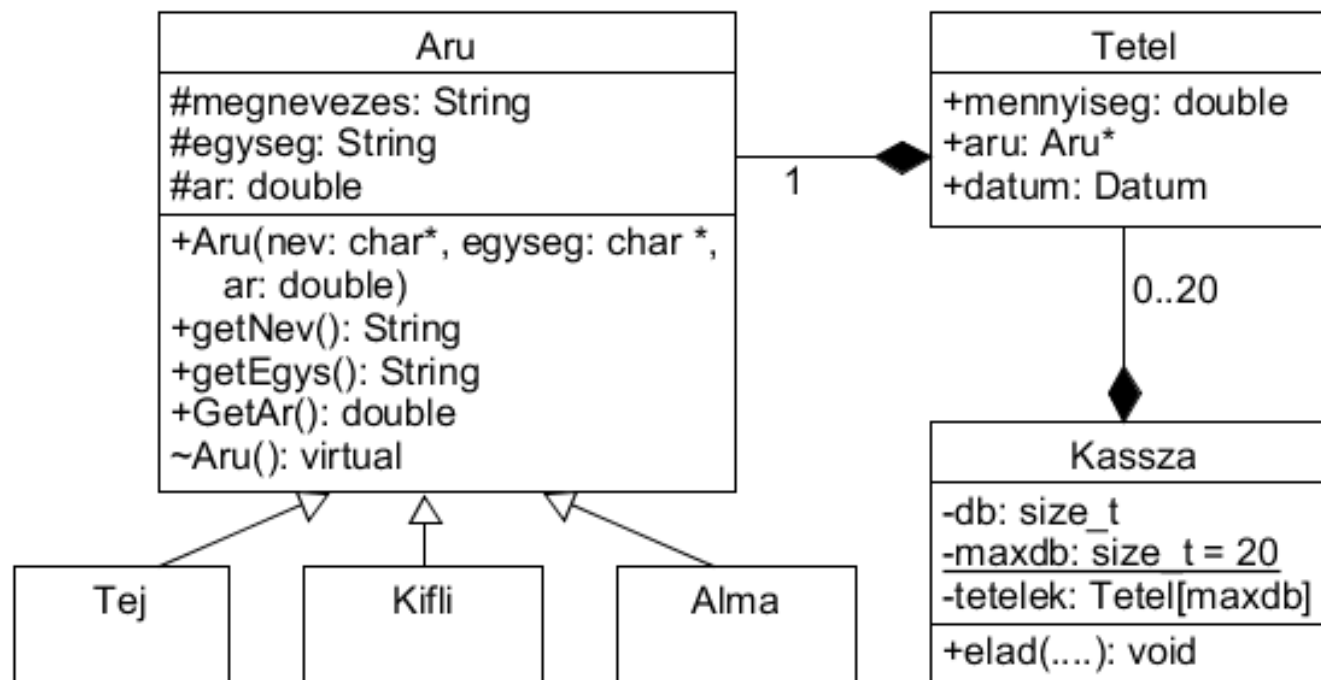 Aru
#megnevezes: String
#egyseg: String
#ar: double
+Aru(nev: char*, egyseg: char *,
ar: double)
+getNev(): String
+getEgys(): String
+GetAr(): double
~Aru(): virtual
1
Tetel
+mennyiseg: double
+aru: Aru*
+datum: Datum
0..20
Kassza
-db: size_t
-maxdb: size_t = 20
-tetelek: Tetel[maxdb]
+elad(....): void
Tej
Kifli
Alma